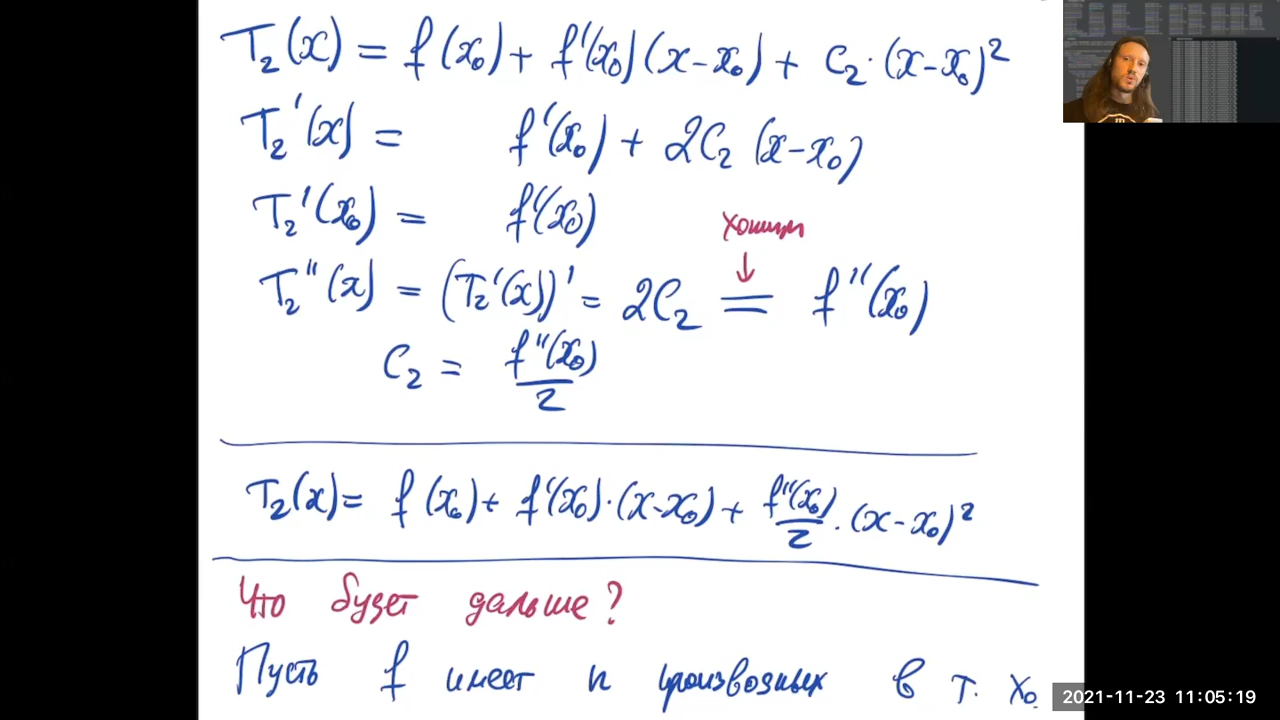 T₂(x) = f(x₀) + f'(x₀)(x-x₀) + C₂·(x-x₀)²
T₂'(x) = f'(x₀) + 2C₂(x-x₀)
T₂'(x₀) = f'(x₀)
хотим
T₂''(x) = (T₂'(x))' = 2C₂ = f''(x₀)
C₂ = f''(x₀)/2
T₂(x) = f(x₀) + f'(x₀)·(x-x₀) + f''(x₀)/2·(x-x₀)²
Что будет дальше?
Пусть f имеет n производных в т. x₀
2021-11-23 11:05:19